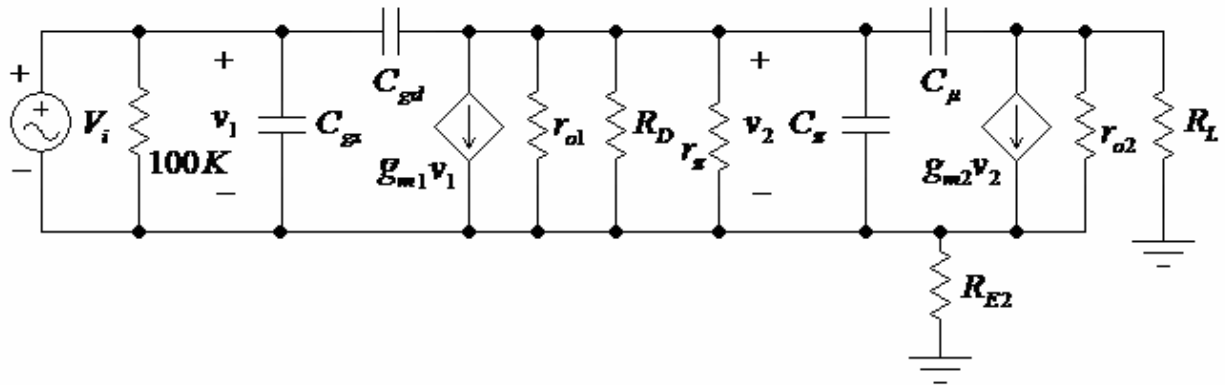 +
+
−
V_i
100K
+
v_1
−
C_gs
C_gd
g_m1 v_1
r_o1
R_D
r_π
+
v_2
−
C_π
C_μ
g_m2 v_2
r_o2
R_L
R_E2